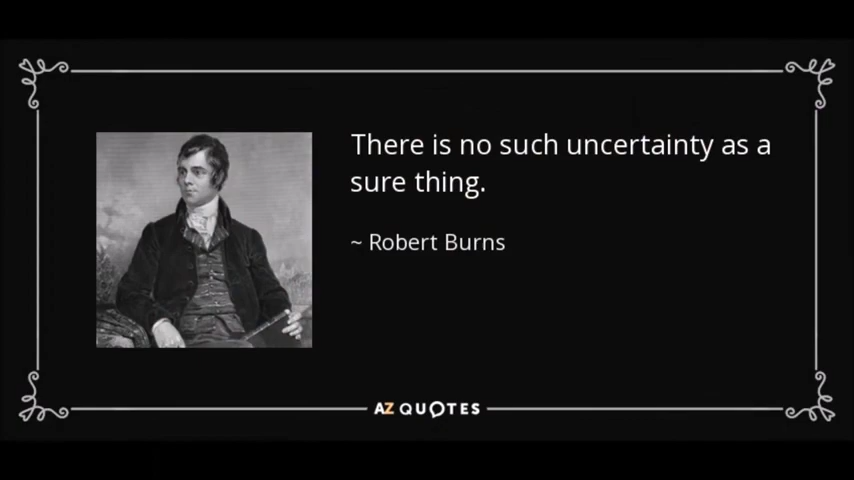 There is no such uncertainty as a
sure thing.
~ Robert Burns
AZ QUOTES